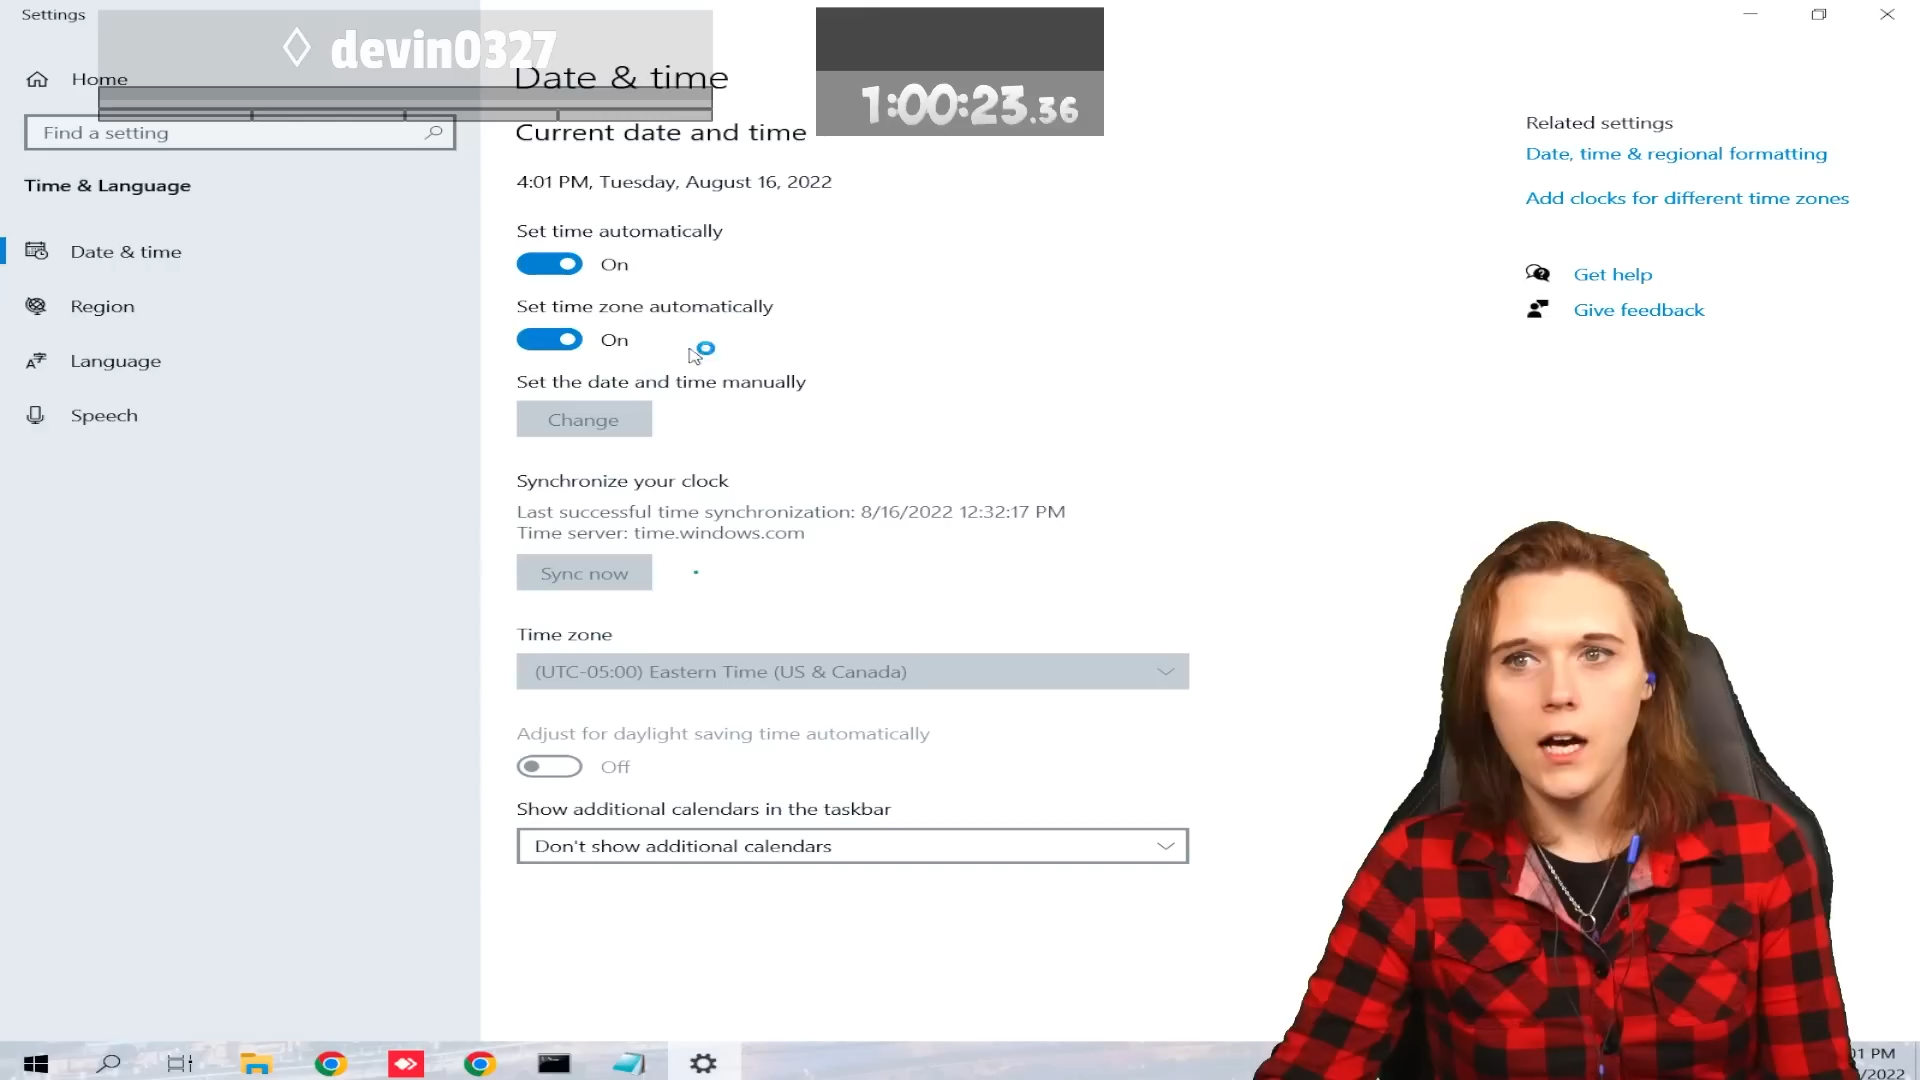 Settings
devin0327
1:00:23.36
Home
Date & time
Find a setting
Current date and time
Time & Language
4:01 PM, Tuesday, August 16, 2022
Set time automatically
On
Date & time
Set time zone automatically
On
Region
Set the date and time manually
Change
Language
Speech
Synchronize your clock
Last successful time synchronization: 8/16/2022 12:32:17 PM
Time server: time.windows.com
Sync now
Time zone
(UTC-05:00) Eastern Time (US & Canada)
Adjust for daylight saving time automatically
Off
Show additional calendars in the taskbar
Don't show additional calendars
Related settings
Date, time & regional formatting
Add clocks for different time zones
Get help
Give feedback
01 PM
/2022